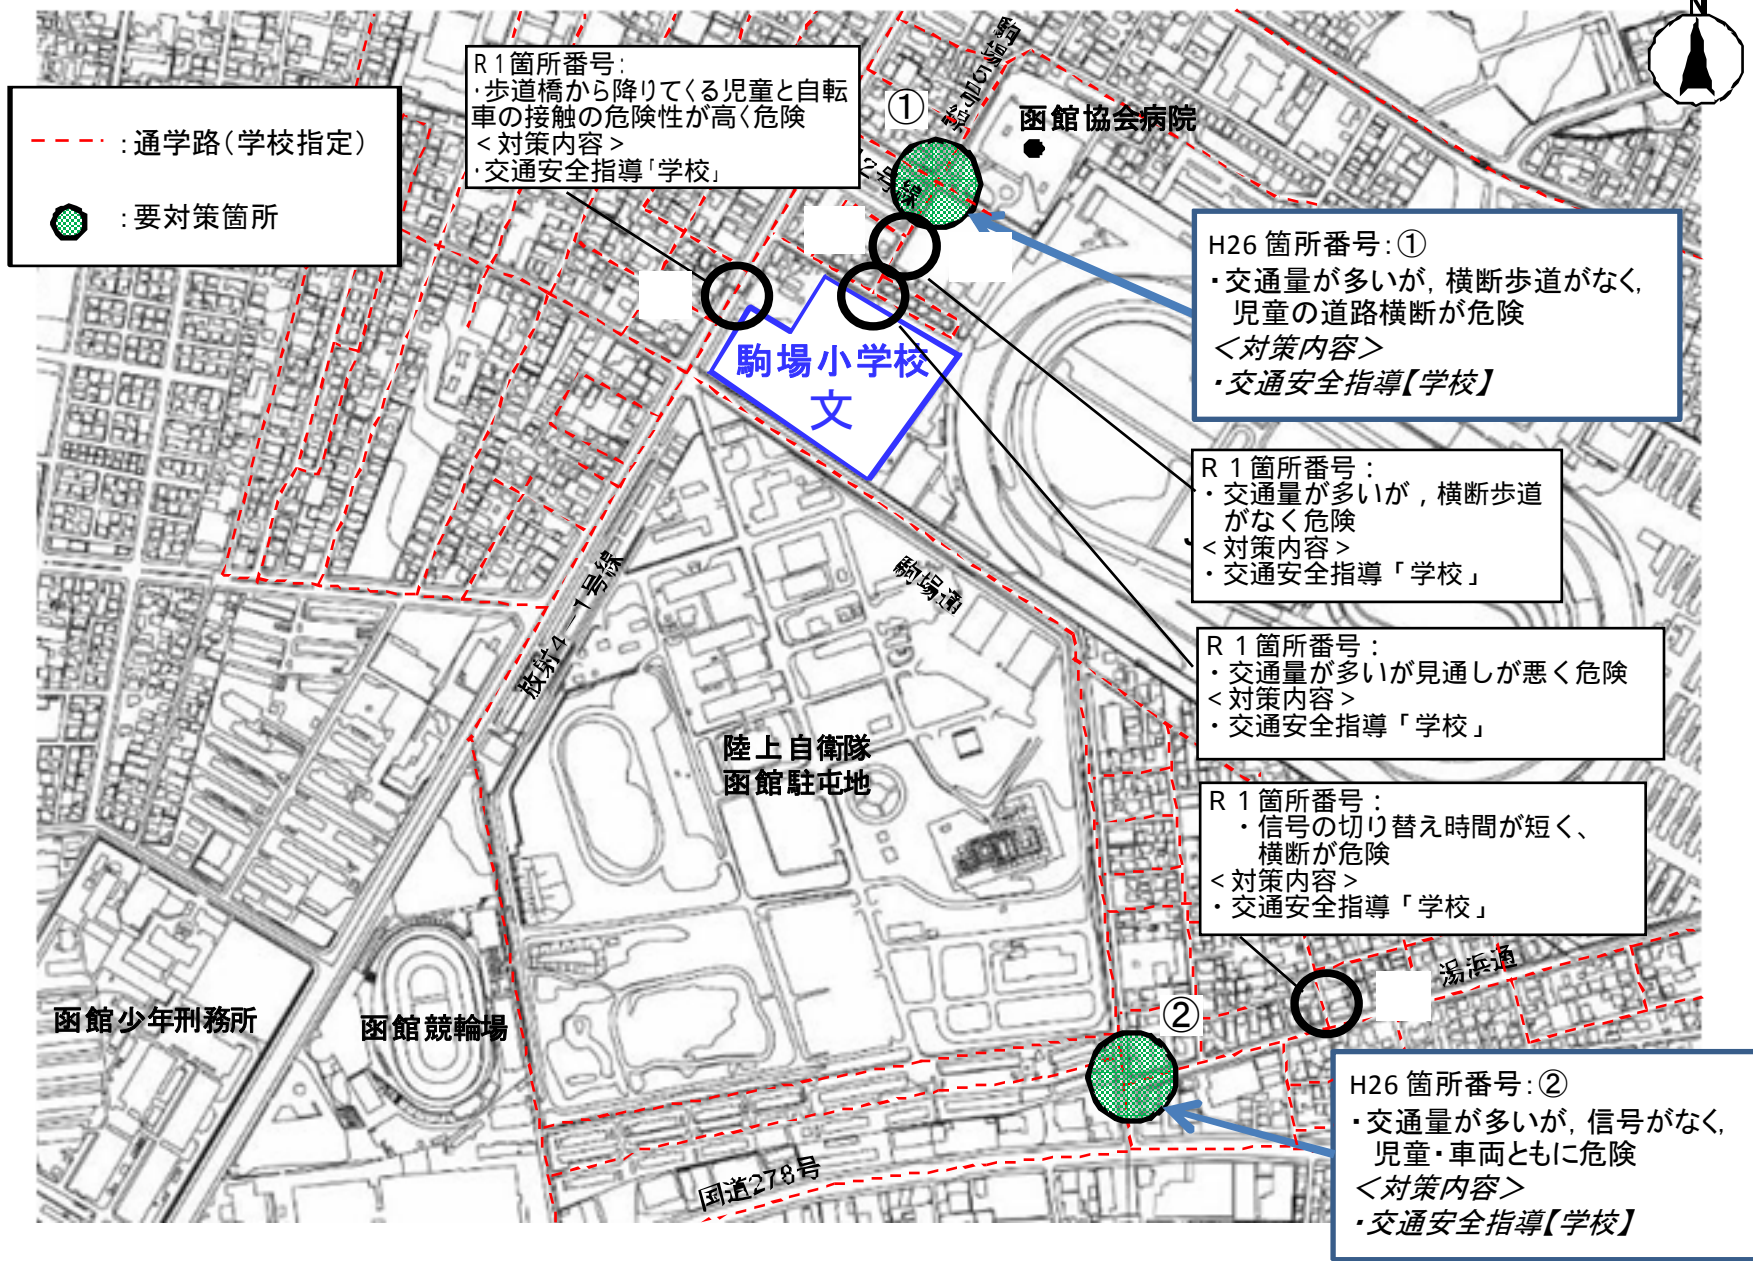 N
R1箇所番号:
・歩道橋から降りてくる児童と自転
車の接触の危険性が高く危険
<対策内容>
・交通安全指導「学校」
:通学路(学校指定)
:要対策箇所
①
函館協会病院
H26 箇所番号:①
・交通量が多いが, 横断歩道がなく,
児童の道路横断が危険
<対策内容>
・交通安全指導【学校】
駒場小学校
文
R 1箇所番号:
・交通量が多いが,横断歩道
がなく危険
<対策内容>
・交通安全指導「学校」
駒場通
放射4-1号線
R 1箇所番号:
・交通量が多いが見通しが悪く危険
<対策内容>
・交通安全指導「学校」
陸上自衛隊
函館駐屯地
R 1箇所番号:
・信号の切り替え時間が短く、
横断が危険
<対策内容>
・交通安全指導「学校」
湯浜通
函館少年刑務所
函館競輪場
②
H26 箇所番号:②
・交通量が多いが, 信号がなく,
児童・車両ともに危険
<対策内容>
・交通安全指導【学校】
国道278号